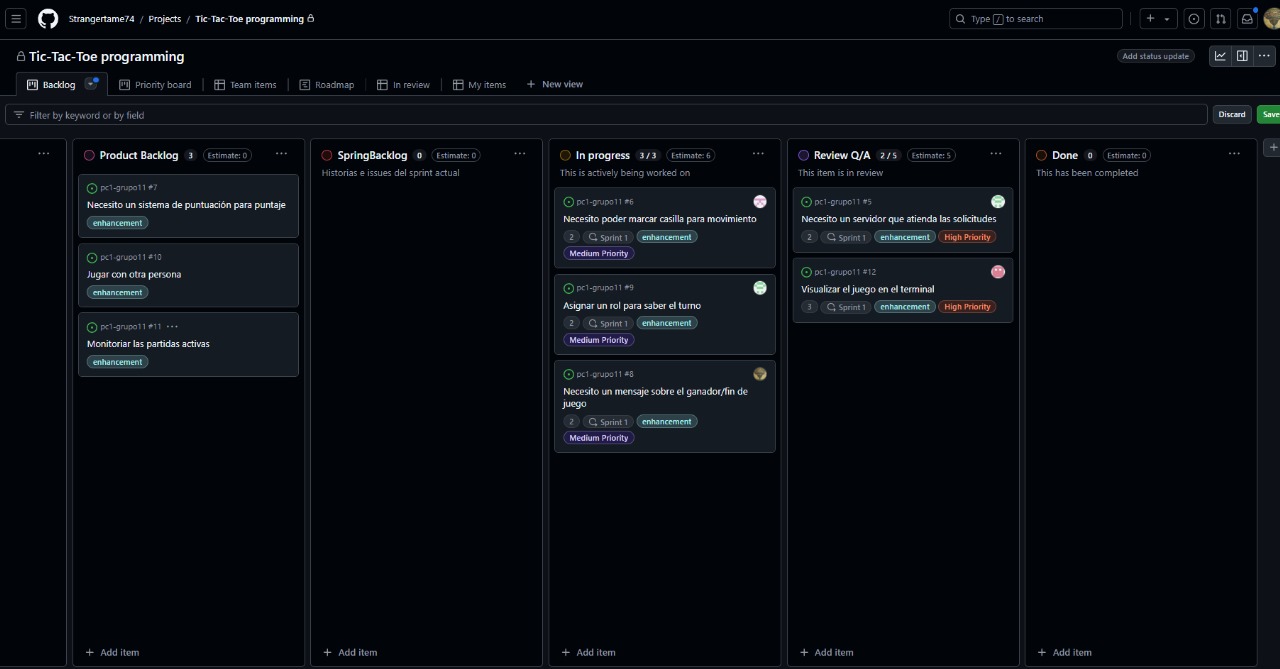 Strangertame74 / Projects / Tic-Tac-Toe programming
Type / to search
Tic-Tac-Toe programming
Add status update
Backlog
Priority board
Team items
Roadmap
In review
My items
+ New view
Filter by keyword or by field
Discard
Save
Product Backlog 3 Estimate: 0
pc1-grupo11 #7
Necesito un sistema de puntuación para puntaje
enhancement
pc1-grupo11 #10
Jugar con otra persona
enhancement
pc1-grupo11 #11
Monitoriar las partidas activas
enhancement
+ Add item
SpringBacklog 0 Estimate: 0
Historias e issues del sprint actual
+ Add item
In progress 3 / 3 Estimate: 6
This is actively being worked on
pc1-grupo11 #6
Necesito poder marcar casilla para movimiento
2 Sprint 1 enhancement
Medium Priority
pc1-grupo11 #9
Asignar un rol para saber el turno
2 Sprint 1 enhancement
Medium Priority
pc1-grupo11 #8
Necesito un mensaje sobre el ganador/fin de
juego
2 Sprint 1 enhancement
Medium Priority
+ Add item
Review Q/A 2 / 5 Estimate: 5
This item is in review
pc1-grupo11 #5
Necesito un servidor que atienda las solicitudes
2 Sprint 1 enhancement High Priority
pc1-grupo11 #12
Visualizar el juego en el terminal
3 Sprint 1 enhancement High Priority
+ Add item
Done 0 Estimate: 0
This has been completed
+ Add item